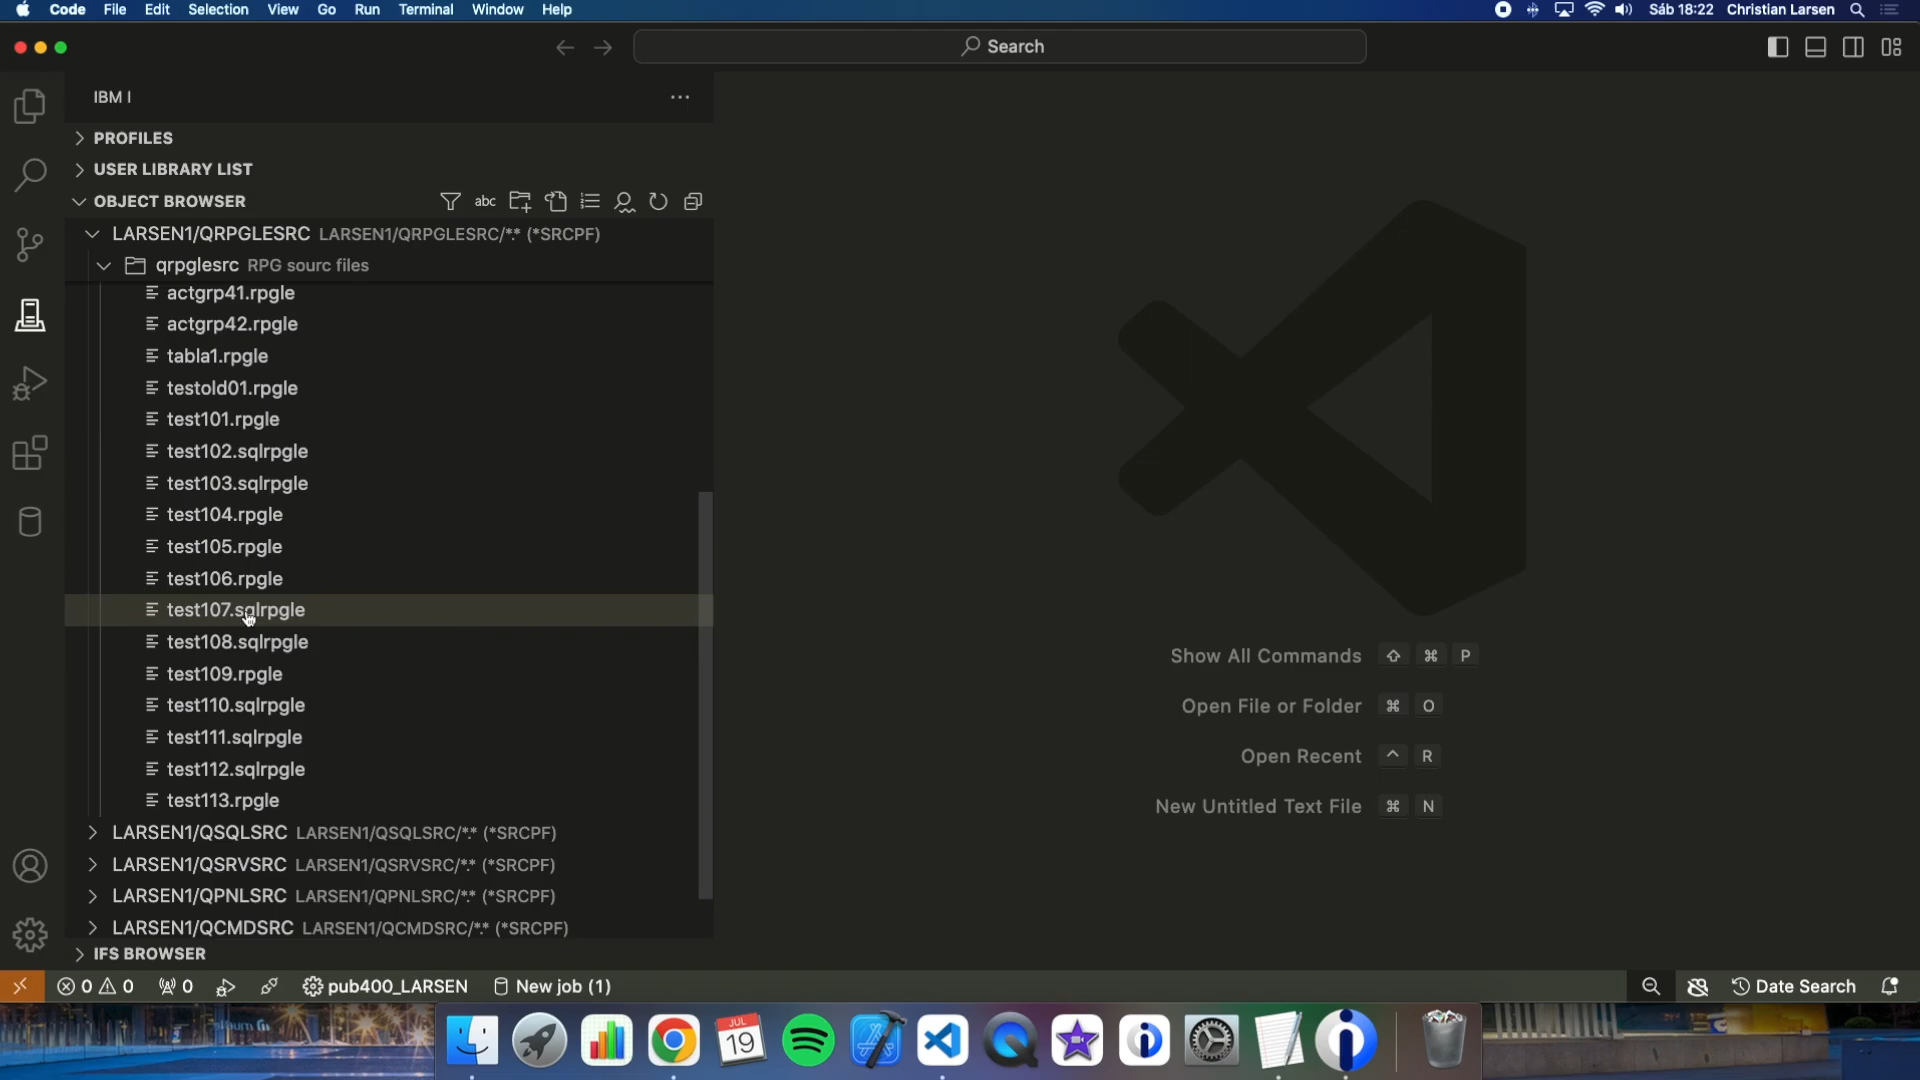 Code File Edit Selection View Go Run Terminal Window Help Sáb 18:22 Christian Larsen
Search
IBM I
PROFILES
USER LIBRARY LIST
OBJECT BROWSER abc
LARSEN1/QRPGLESRC LARSEN1/QRPGLESRC/*.* (*SRCPF)
qrpglesrc RPG sourc files
actgrp41.rpgle
actgrp42.rpgle
tabla1.rpgle
testold01.rpgle
test101.rpgle
test102.sqlrpgle
test103.sqlrpgle
test104.rpgle
test105.rpgle
test106.rpgle
test107.sqlrpgle
test108.sqlrpgle
test109.rpgle
test110.sqlrpgle
test111.sqlrpgle
test112.sqlrpgle
test113.rpgle
LARSEN1/QSQLSRC LARSEN1/QSQLSRC/*.* (*SRCPF)
LARSEN1/QSRVSRC LARSEN1/QSRVSRC/*.* (*SRCPF)
LARSEN1/QPNLSRC LARSEN1/QPNLSRC/*.* (*SRCPF)
LARSEN1/QCMDSRC LARSEN1/QCMDSRC/*.* (*SRCPF)
IFS BROWSER
Show All Commands ⇧ ⌘ P
Open File or Folder ⌘ O
Open Recent ^ R
New Untitled Text File ⌘ N
0 0 0 pub400_LARSEN New job (1) Date Search
JUL
19